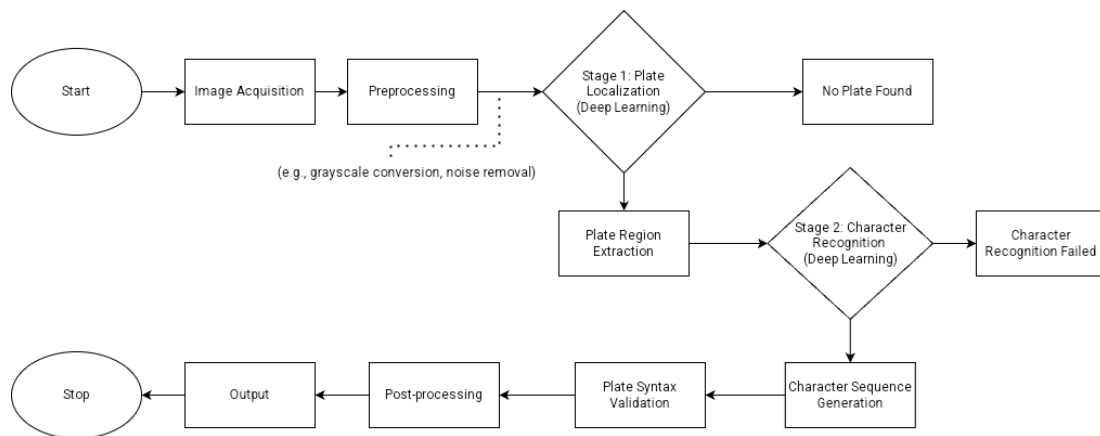 Start
Image Acquisition
Preprocessing
Stage 1: Plate
Localization
(Deep Learning)
No Plate Found
(e.g., grayscale conversion, noise removal)
Plate Region
Extraction
Stage 2: Character
Recognition
(Deep Learning)
Character
Recognition Failed
Stop
Output
Post-processing
Plate Syntax
Validation
Character Sequence
Generation